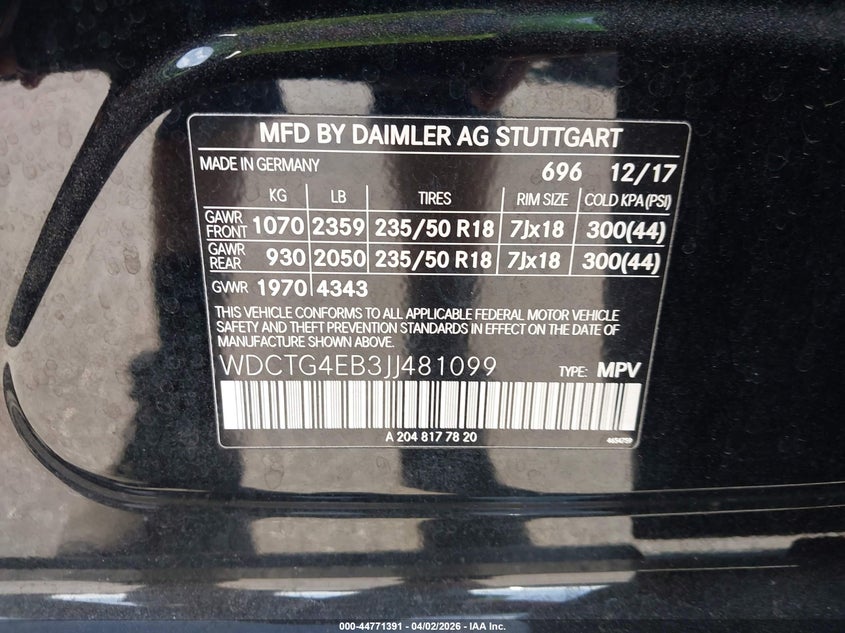 MFD BY DAIMLER AG STUTTGART
MADE IN GERMANY 696 12/17
KG LB TIRES RIM SIZE COLD KPA (PSI)
GAWR FRONT 1070 2359 235/50 R18 7Jx18 300(44)
GAWR REAR 930 2050 235/50 R18 7Jx18 300(44)
GVWR 1970 4343
THIS VEHICLE CONFORMS TO ALL APPLICABLE FEDERAL MOTOR VEHICLE
SAFETY AND THEFT PREVENTION STANDARDS IN EFFECT ON THE DATE OF
MANUFACTURE SHOWN ABOVE.
WDCTG4EB3JJ481099 TYPE: MPV
A 204 817 78 20 4654759
000-44771391 - 04/02/2026 - IAA Inc.